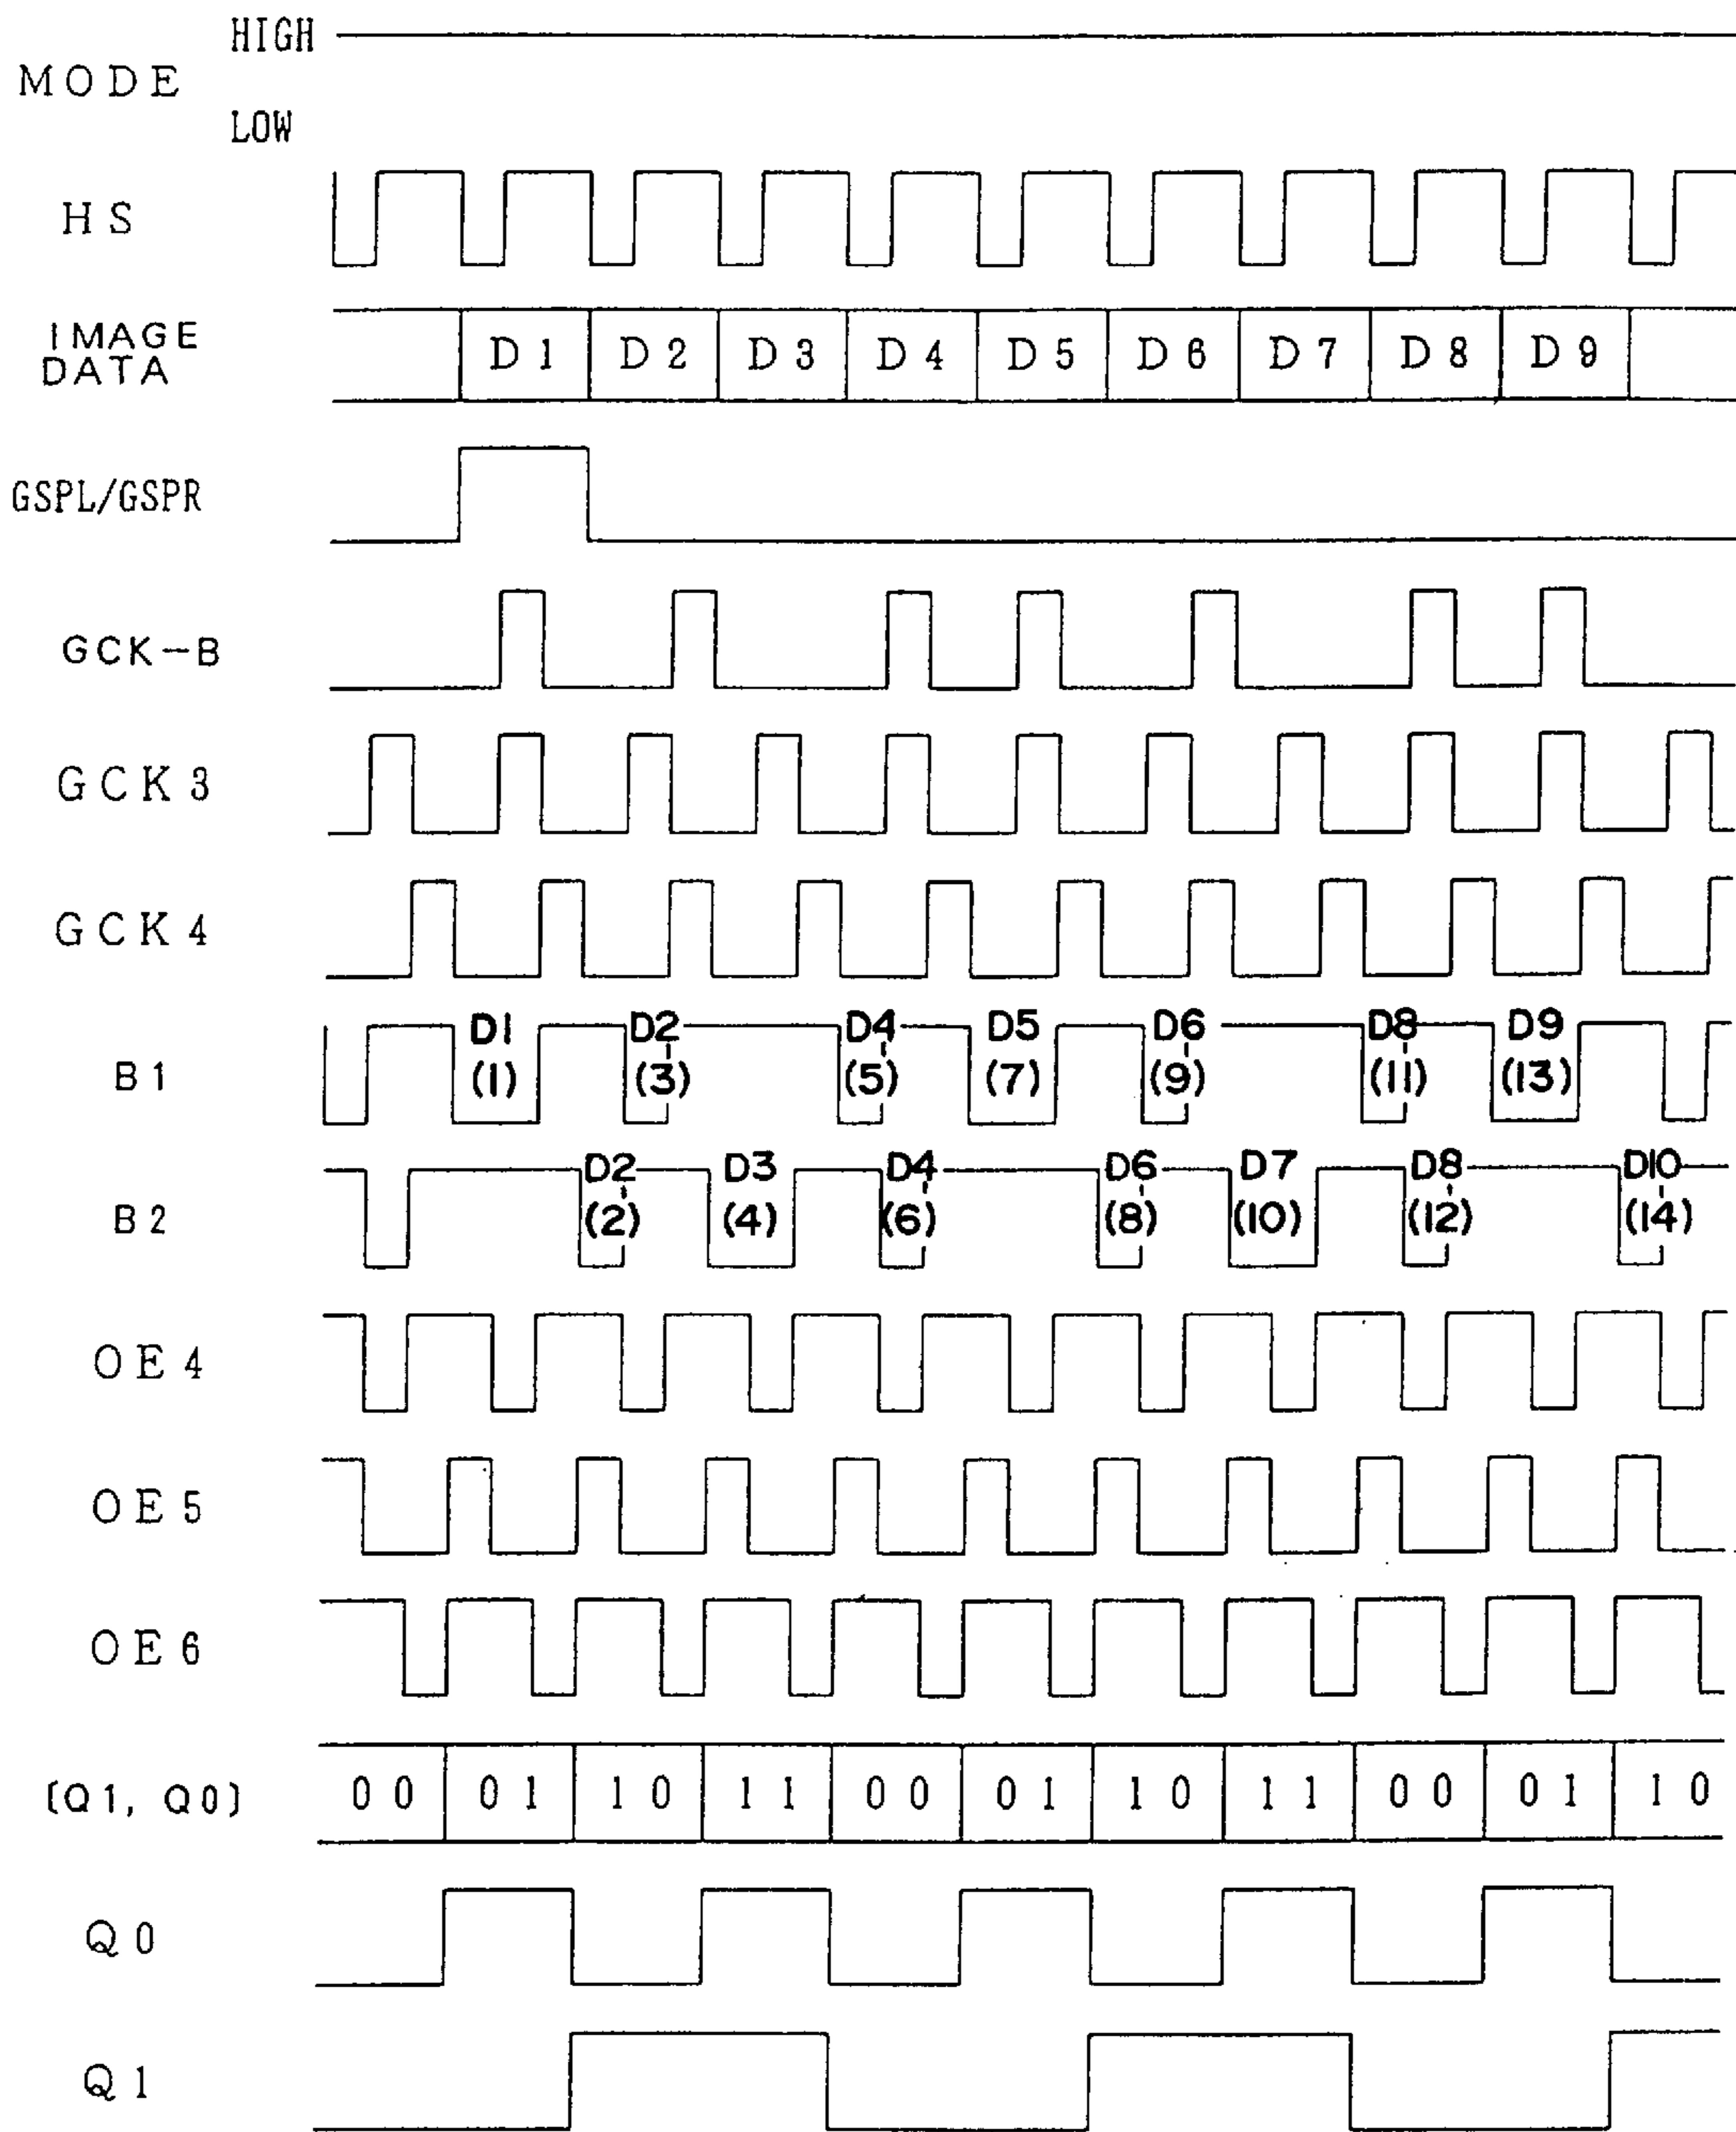 HIGH
MODE
LOW
HS
IMAGE
DATA
D1 D2 D3 D4 D5 D6 D7 D8 D9
GSPL/GSPR
GCK-B
GCK3
GCK4
D1 D2 D4 D5 D6 D8 D9
B1 (1) (3) (5) (7) (9) (11) (13)
D2 D3 D4 D6 D7 D8 D10
B2 (2) (4) (6) (8) (10) (12) (14)
OE4
OE5
OE6
[Q1, Q0] 00 01 10 11 00 01 10 11 00 01 10
Q0
Q1